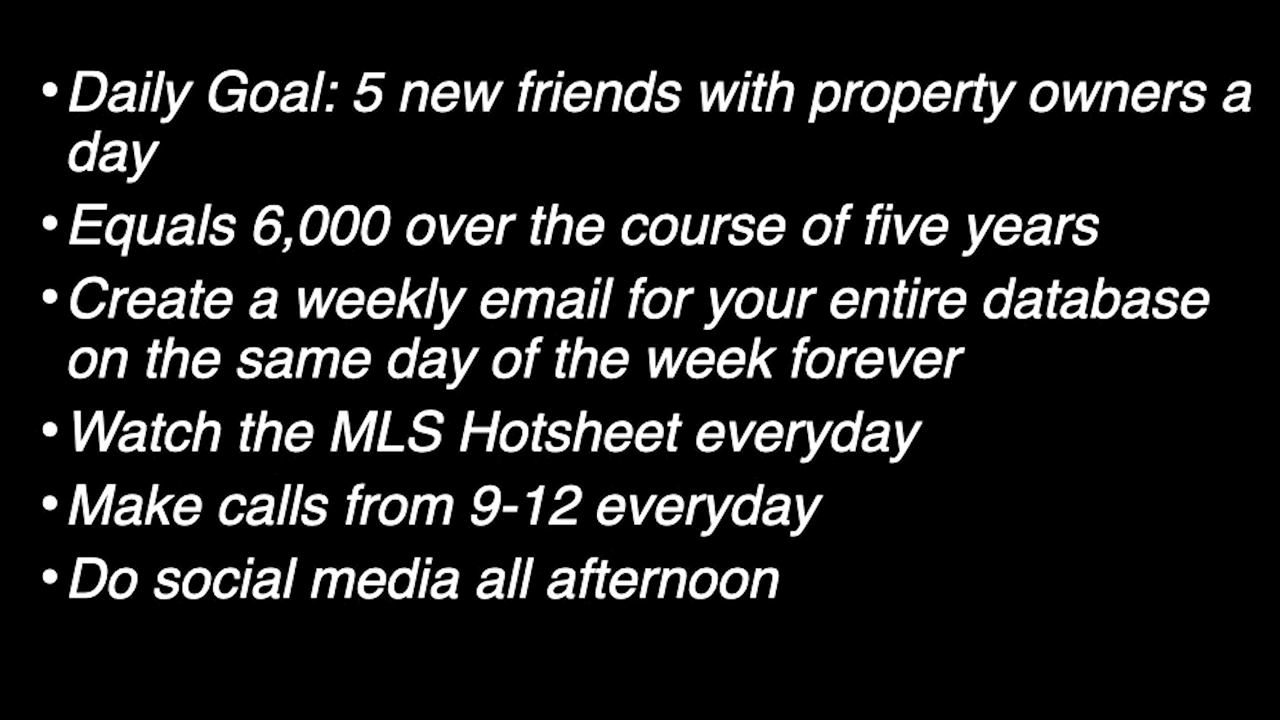 • Daily Goal: 5 new friends with property owners a
day
• Equals 6,000 over the course of five years
• Create a weekly email for your entire database
on the same day of the week forever
• Watch the MLS Hotsheet everyday
• Make calls from 9-12 everyday
• Do social media all afternoon